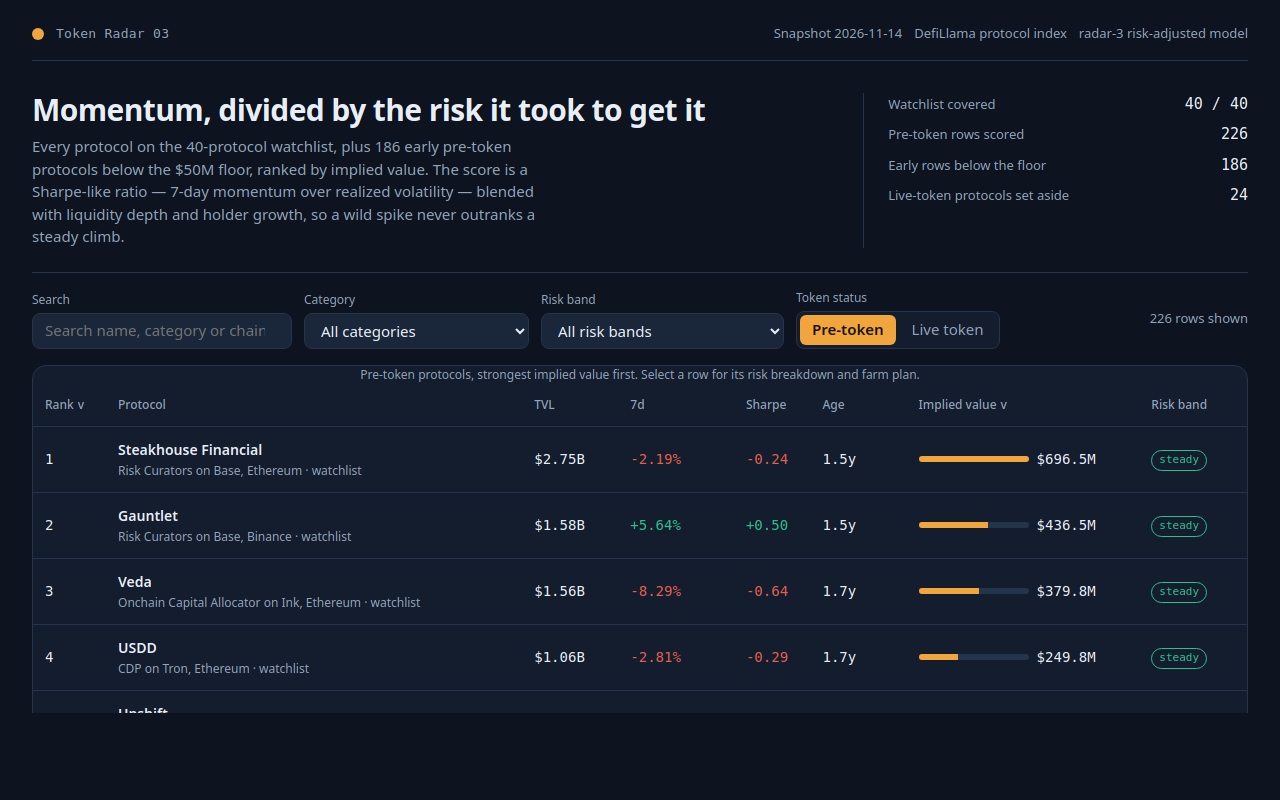 Token Radar 03
Snapshot 2026-11-14 DefiLlama protocol index radar-3 risk-adjusted model
Momentum, divided by the risk it took to get it
Every protocol on the 40-protocol watchlist, plus 186 early pre-token
protocols below the $50M floor, ranked by implied value. The score is a
Sharpe-like ratio — 7-day momentum over realized volatility — blended
with liquidity depth and holder growth, so a wild spike never outranks a
steady climb.
Watchlist covered 40 / 40
Pre-token rows scored 226
Early rows below the floor 186
Live-token protocols set aside 24
Search Category Risk band Token status
Search name, category or chain All categories All risk bands Pre-token Live token 226 rows shown
Pre-token protocols, strongest implied value first. Select a row for its risk breakdown and farm plan.
Rank v Protocol TVL 7d Sharpe Age Implied value v Risk band
1 Steakhouse Financial $2.75B -2.19% -0.24 1.5y $696.5M steady
Risk Curators on Base, Ethereum · watchlist
2 Gauntlet $1.58B +5.64% +0.50 1.5y $436.5M steady
Risk Curators on Base, Binance · watchlist
3 Veda $1.56B -8.29% -0.64 1.7y $379.8M steady
Onchain Capital Allocator on Ink, Ethereum · watchlist
4 USDD $1.06B -2.81% -0.29 1.7y $249.8M steady
CDP on Tron, Ethereum · watchlist
Upshift